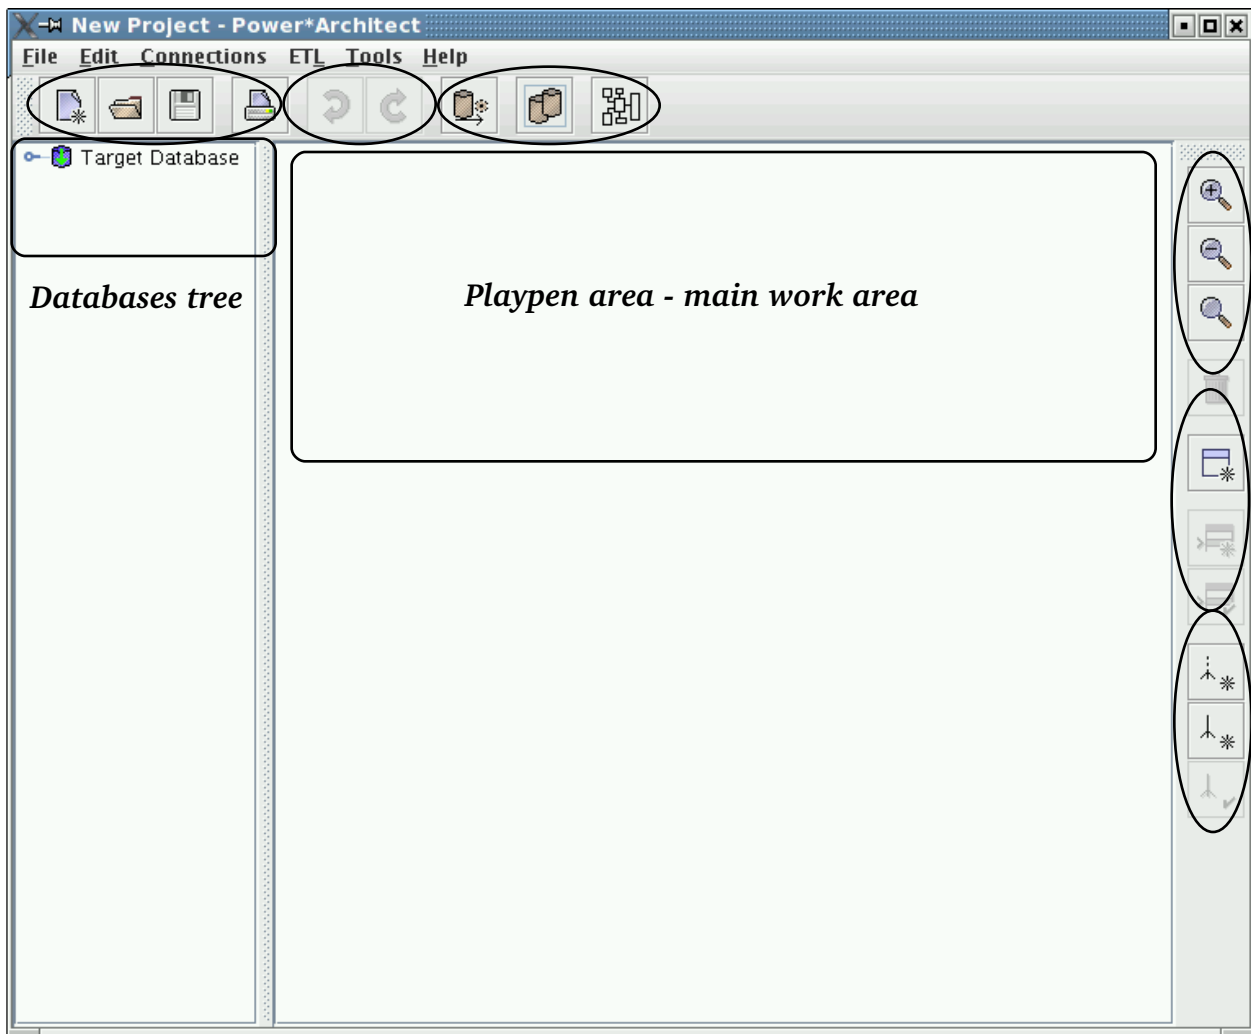 New Project - Power*Architect
File Edit Connections ETL Tools Help
Target Database
Databases tree
Playpen area - main work area